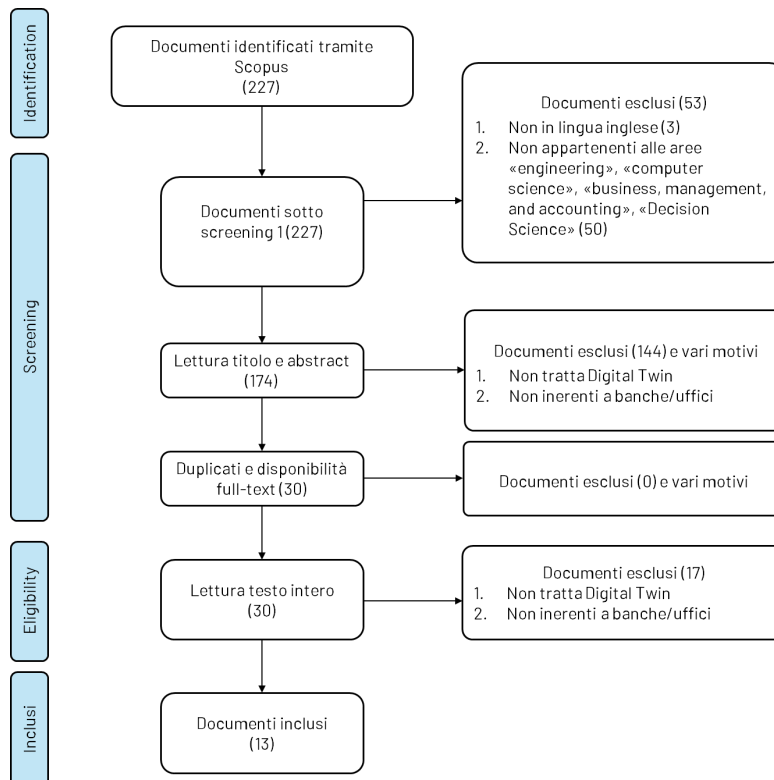 Identification
Documenti identificati tramite
Scopus
(227)
Documenti esclusi (53)
1. Non in lingua inglese (3)
2. Non appartenenti alle aree
«engineering», «computer
science», «business, management,
and accounting», «Decision
Science» (50)
Screening
Documenti sotto
screening 1 (227)
Lettura titolo e abstract
(174)
Documenti esclusi (144) e vari motivi
1. Non tratta Digital Twin
2. Non inerenti a banche/uffici
Duplicati e disponibilità
full-text (30)
Documenti esclusi (0) e vari motivi
Eligibility
Lettura testo intero
(30)
Documenti esclusi (17)
1. Non tratta Digital Twin
2. Non inerenti a banche/uffici
Inclusi
Documenti inclusi
(13)